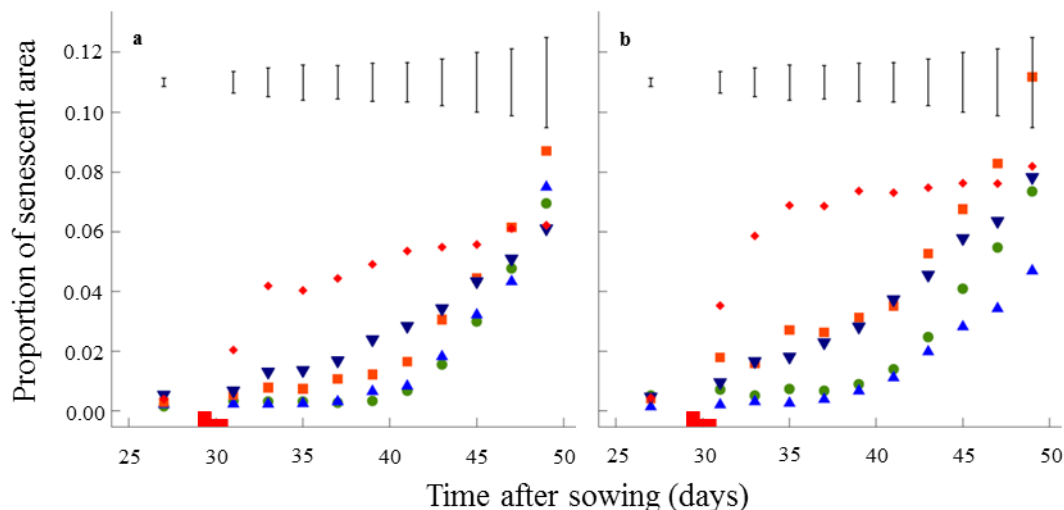 a
b
Proportion of senescent area
0.12
0.10
0.08
0.06
0.04
0.02
0.00
25 30 35 40 45 50
25 30 35 40 45 50
Time after sowing (days)